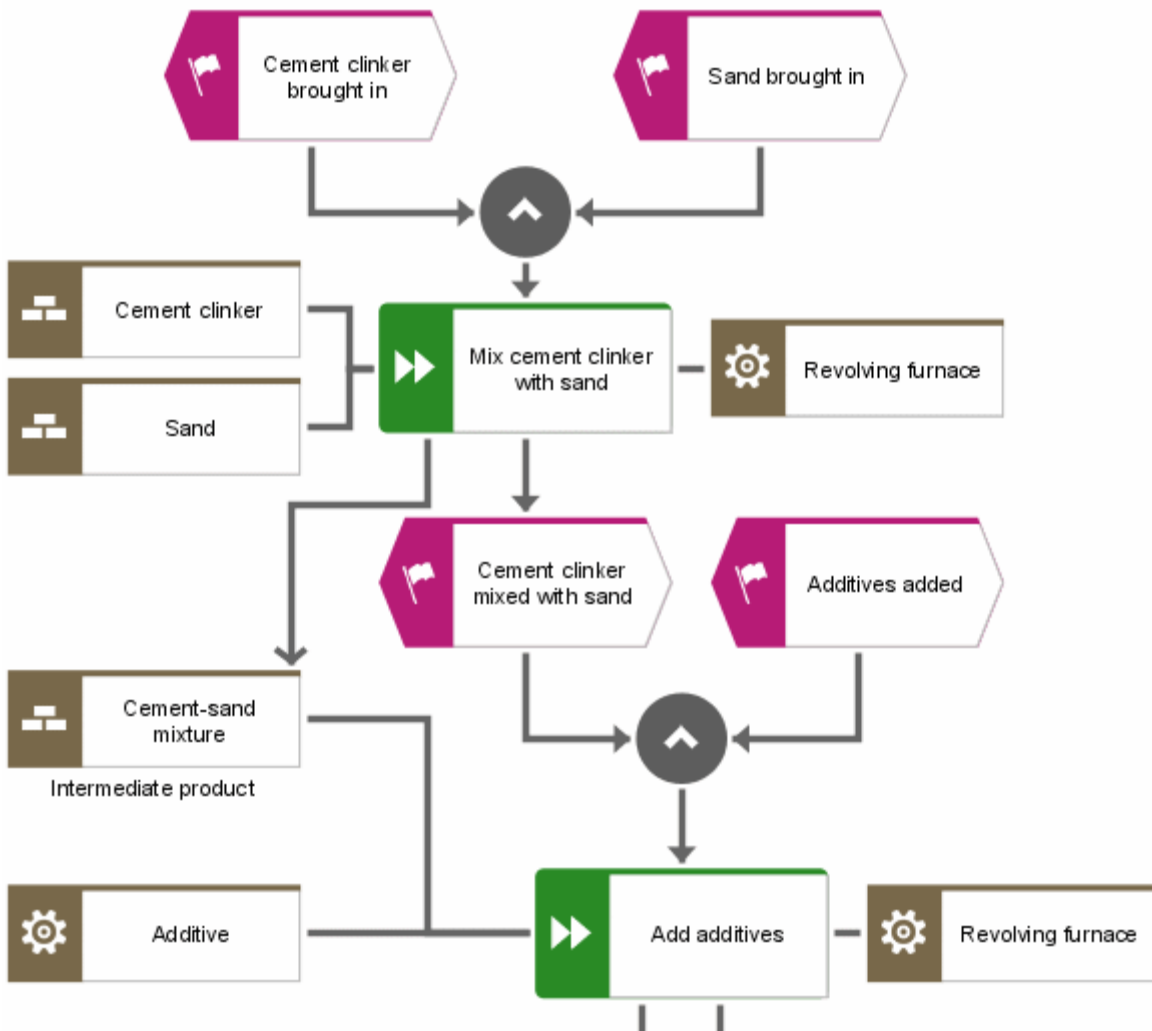 Cement clinker
brought in
Sand brought in
Cement clinker
Mix cement clinker
with sand
Revolving furnace
Sand
Cement clinker
mixed with sand
Additives added
Cement-sand
mixture
Intermediate product
Additive
Add additives
Revolving furnace